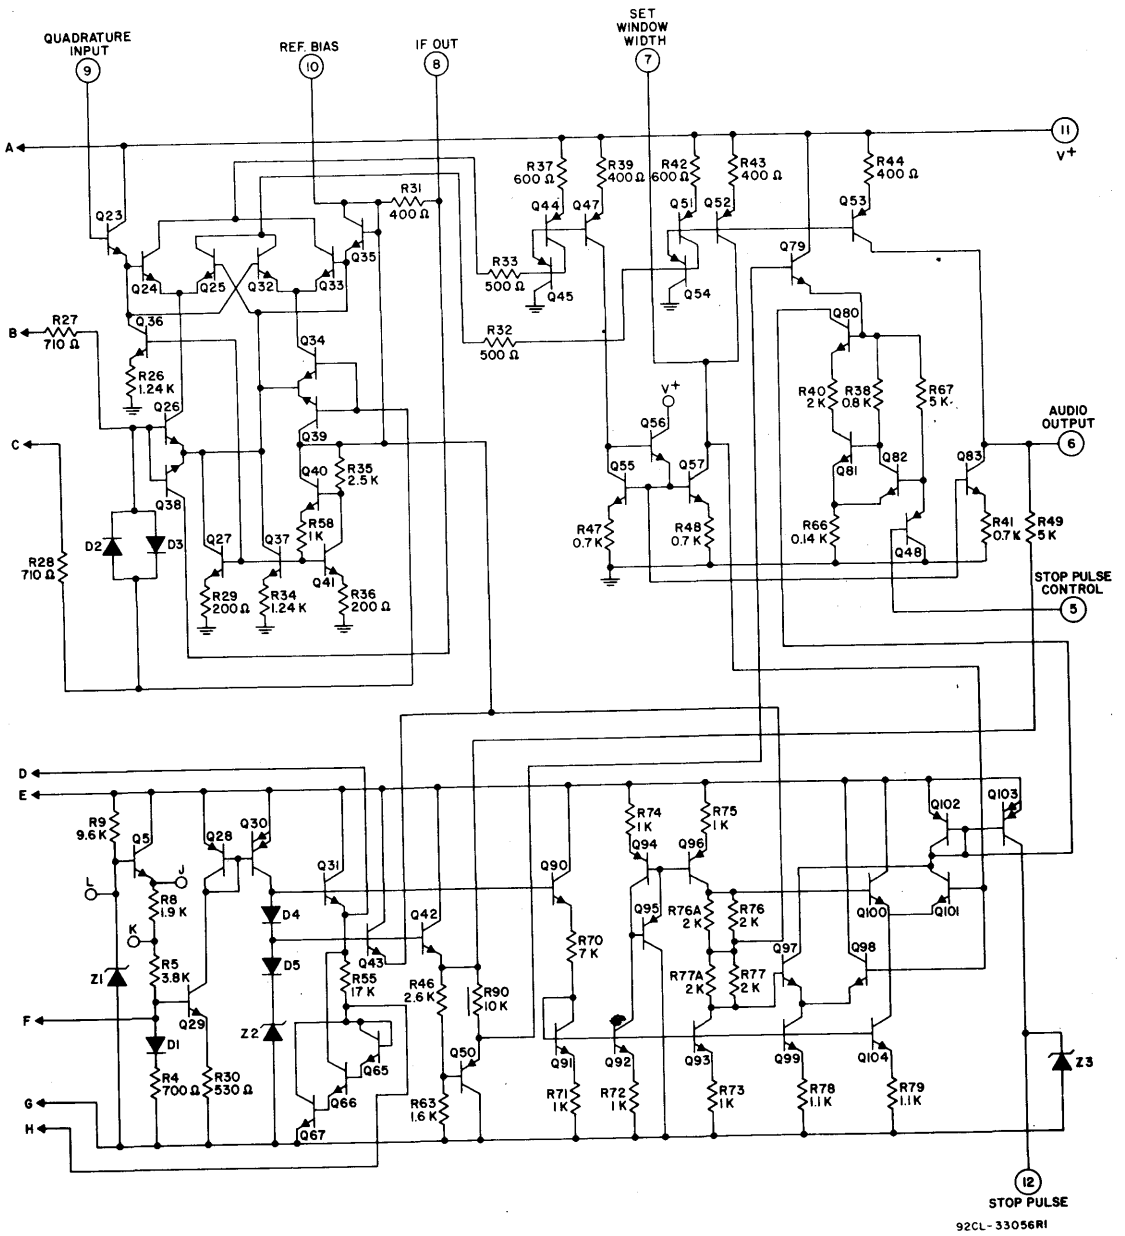 QUADRATURE
INPUT
9
REF. BIAS
10
IF OUT
8
SET
WINDOW
WIDTH
7
11
V+
A
R37
600 Ω
R39
400 Ω
R42
600 Ω
R43
400 Ω
R44
400 Ω
R31
400 Ω
Q23
Q44
Q47
Q51
Q52
Q53
Q35
Q79
Q24
Q25
Q32
Q33
R33
500 Ω
Q45
Q54
B
R27
710 Ω
Q36
Q34
R32
500 Ω
Q80
R26
1.24 K
R40
2 K
R38
0.8 K
R67
5 K
V+
Q26
Q39
Q56
AUDIO
OUTPUT
6
C
Q81
Q82
Q83
Q38
Q40
R35
2.5 K
Q55
Q57
R58
1 K
R47
0.7 K
R48
0.7 K
R66
0.14 K
Q48
R41
0.7 K
R49
5 K
D2
D3
Q27
Q37
Q41
R28
710 Ω
R29
200 Ω
R34
1.24 K
R36
200 Ω
STOP PULSE
CONTROL
5
D
E
R9
9.6 K
Q5
Q28
Q30
R74
1 K
R75
1 K
Q102
Q103
Q31
Q90
Q94
Q96
L
J
R8
1.9 K
D4
Q42
R76A
2 K
R76
2 K
Q100
Q101
K
Q95
Q43
R70
7 K
Q97
Q98
Z1
R5
3.8 K
D5
R55
17 K
R46
2.6 K
R90
10 K
R77A
2 K
R77
2 K
F
Q29
Z2
D1
Q50
Q91
Q92
Q93
Q99
Q104
Z3
R4
700 Ω
R30
530 Ω
Q65
Q66
R63
1.6 K
R71
1 K
R72
1 K
R73
1 K
R78
1.1 K
R79
1.1 K
G
H
Q67
12
STOP PULSE
92CL-33056R1